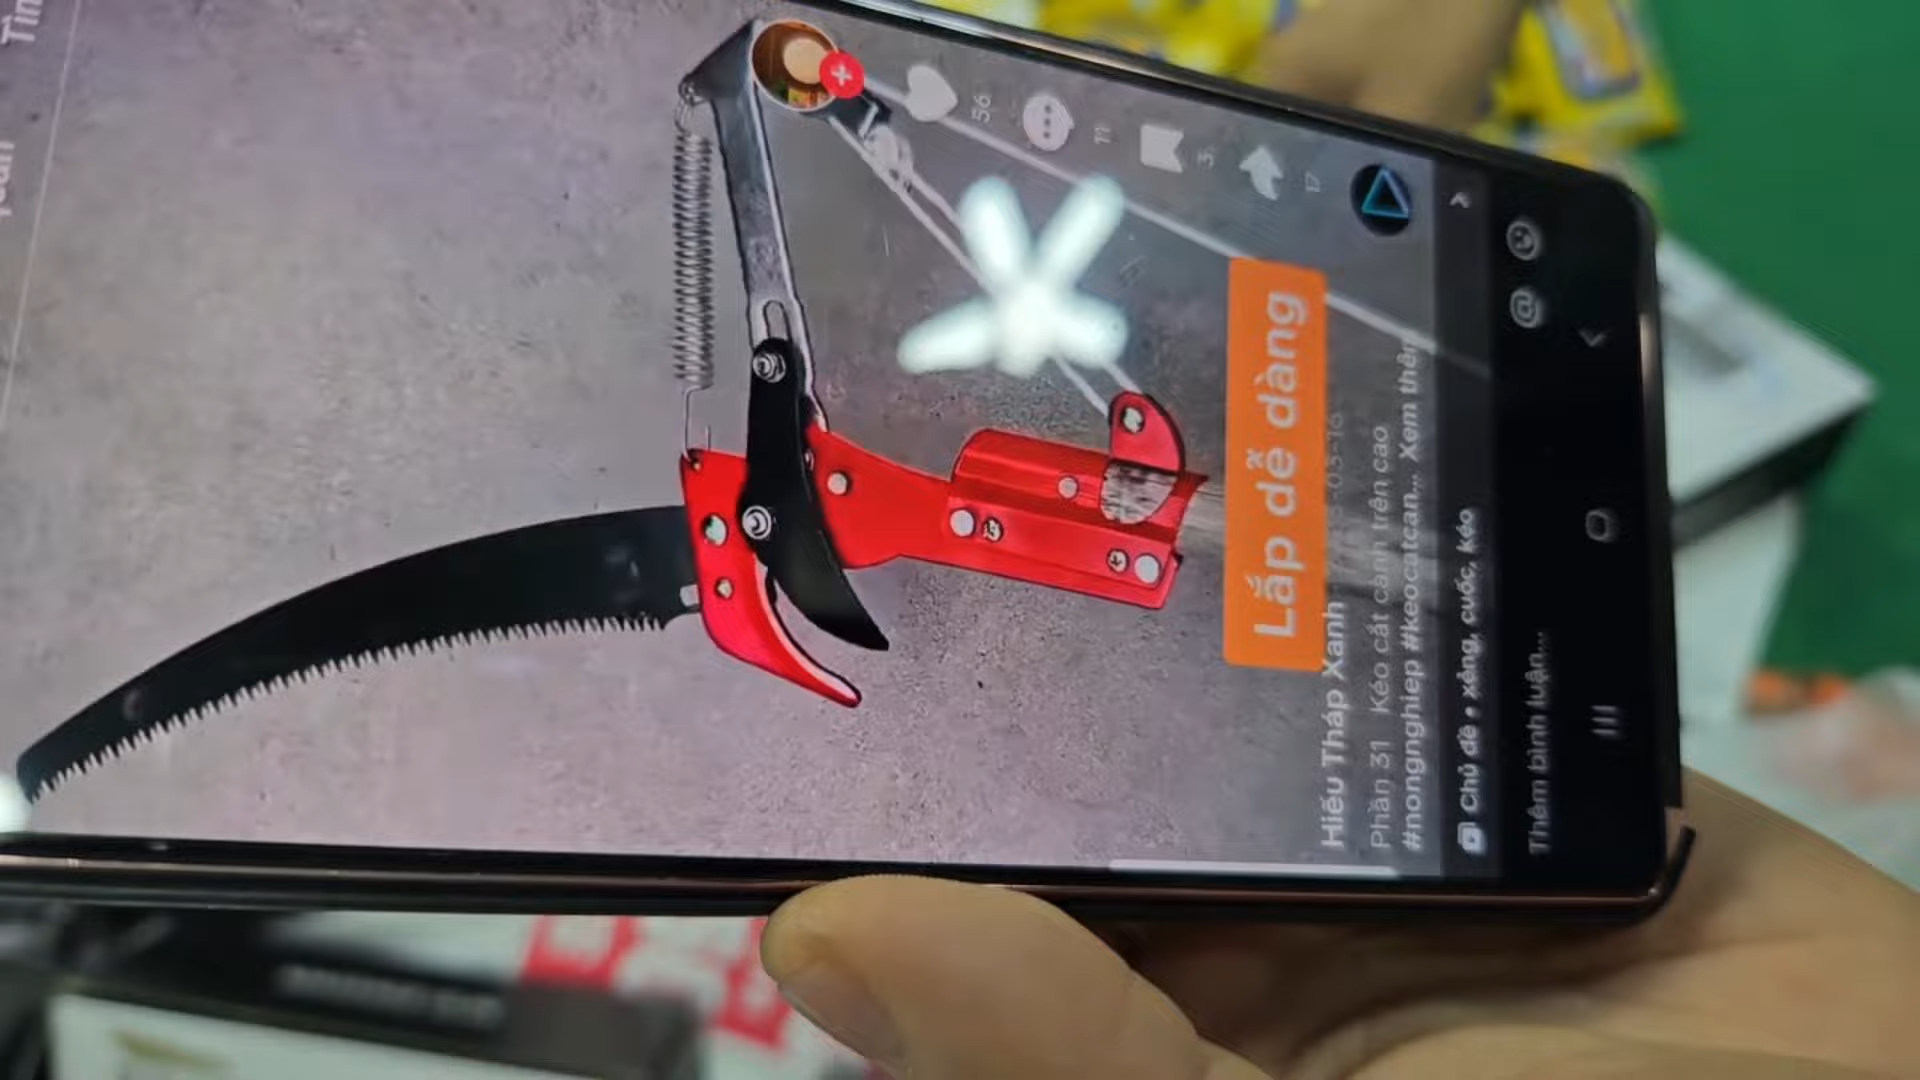 56
11
3
17
Lắp dễ dàng
Hiếu Tháp Xanh
Phần 31 Kéo cắt cành trên cao
#nongnghiep #keocatcan... Xem thêm
Chủ đề • xẻng, cuốc, kéo
Thêm bình luận...